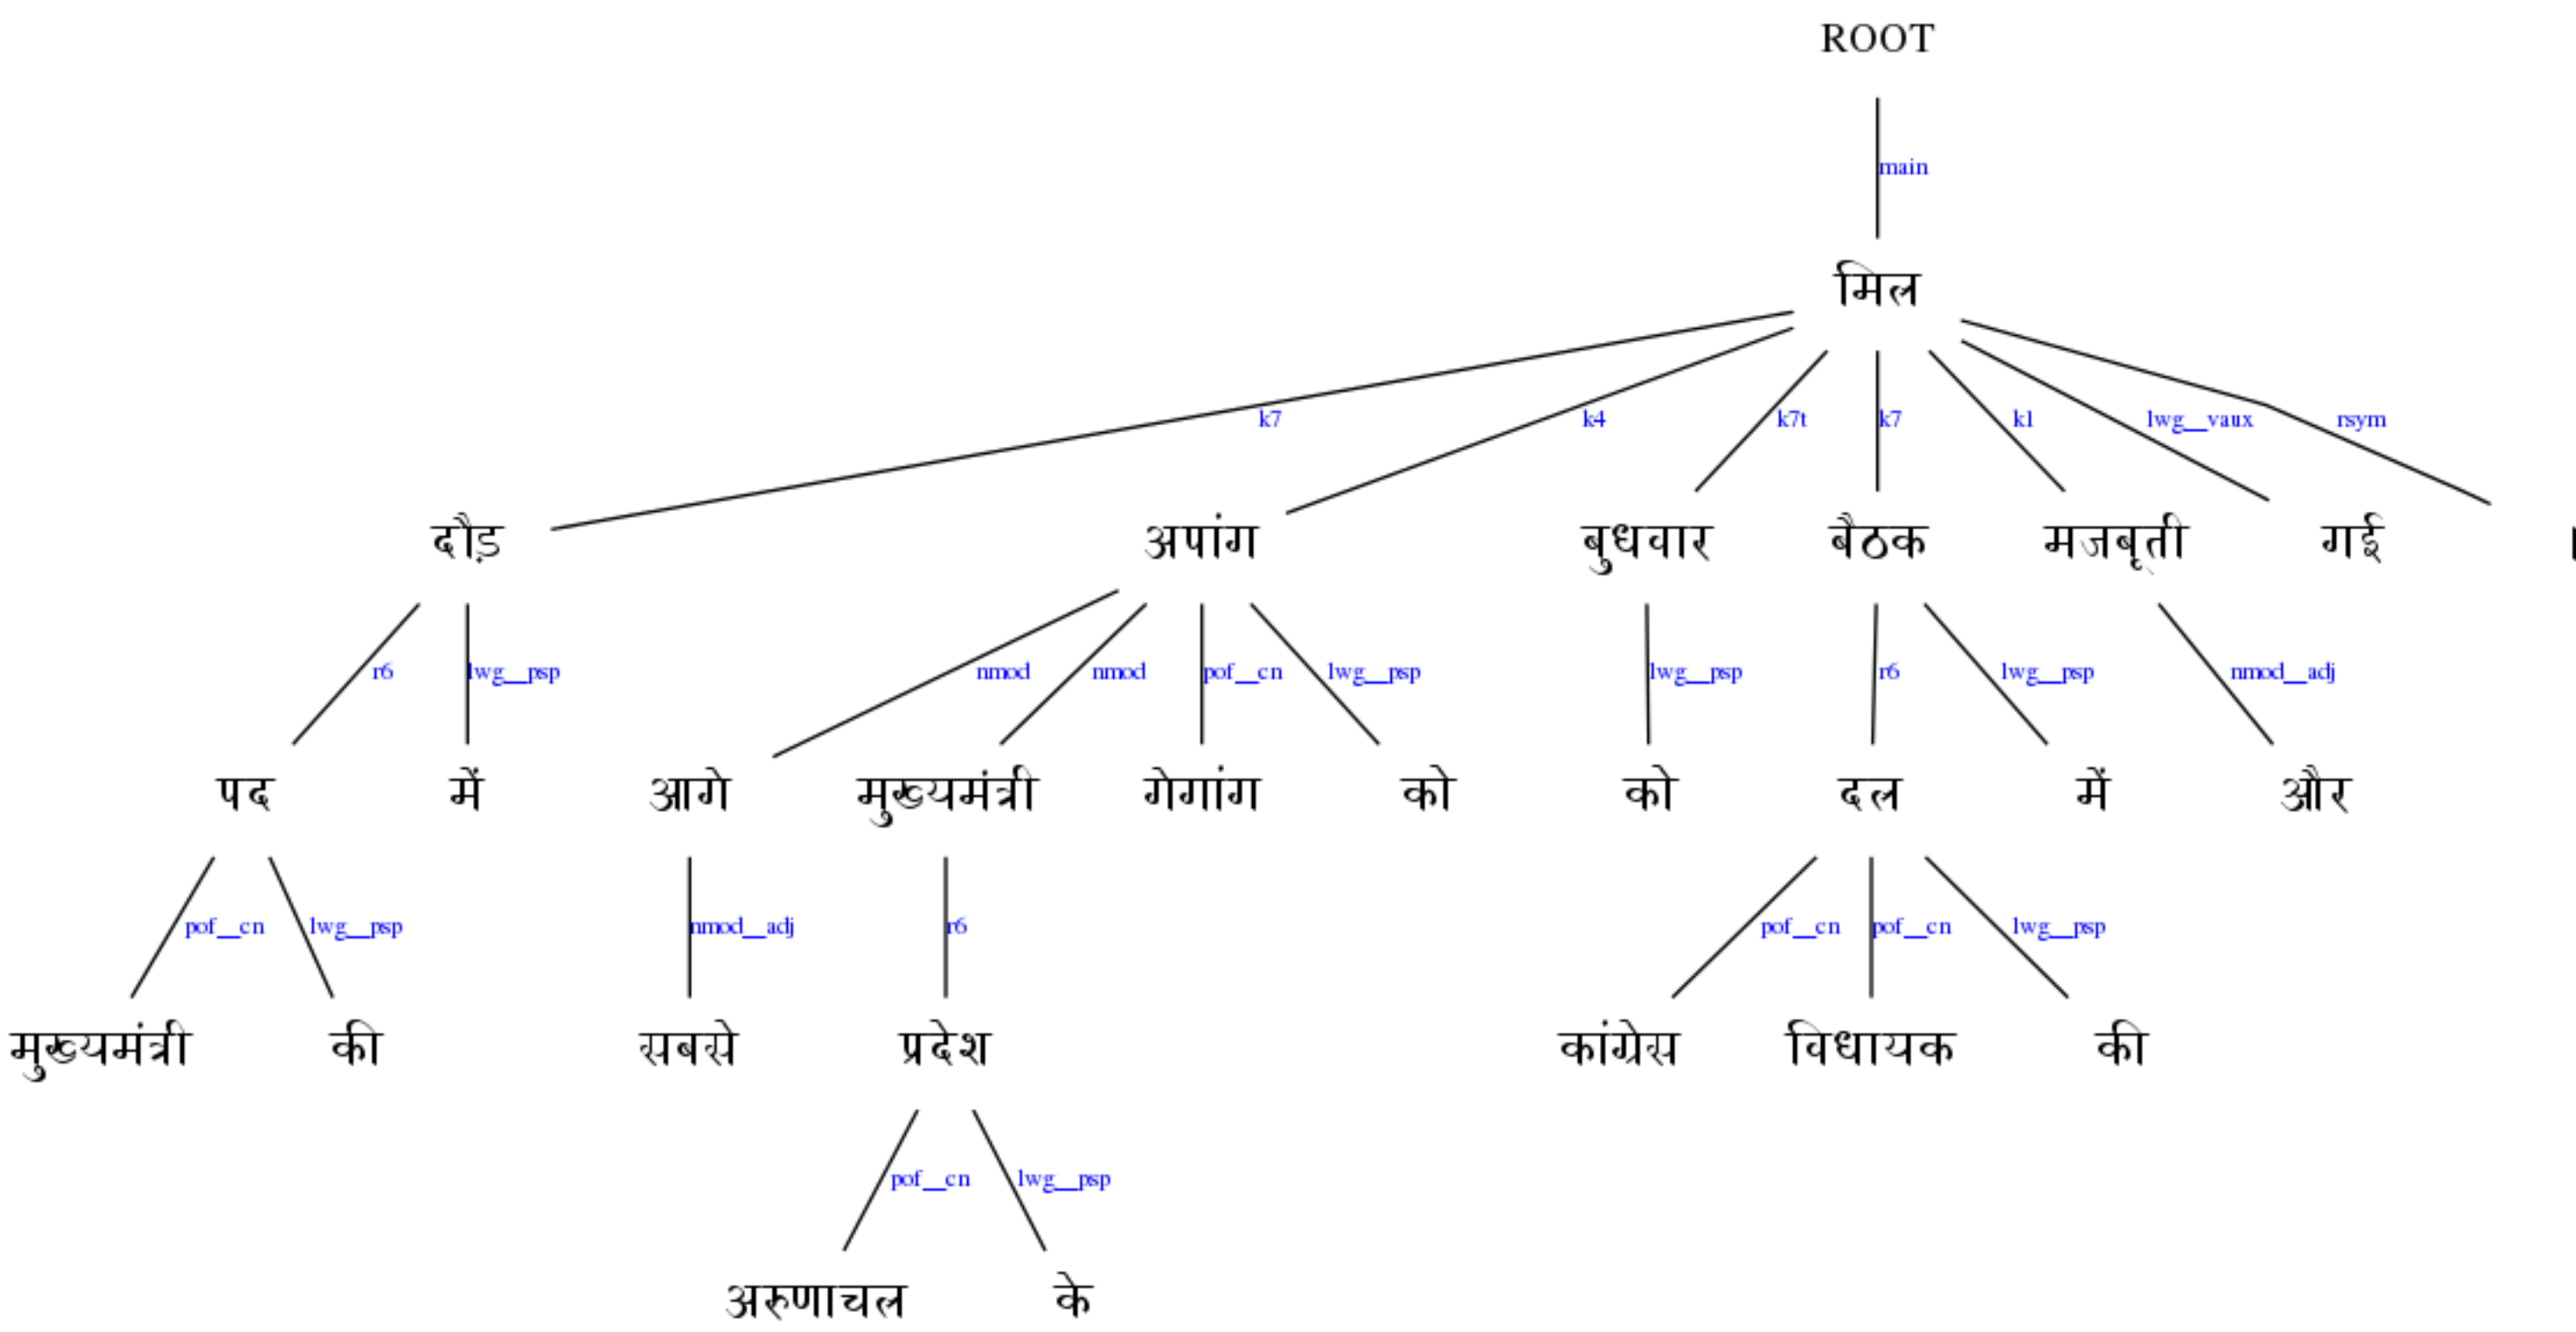 ROOT
main
मिल
k7 k4 k7t k7 k1 lwg__vaux rsym
दौड़ अपांग बुधवार बैठक मजबूती गई ।
r6 lwg__psp nmod nmod pof__cn lwg__psp lwg__psp r6 lwg__psp nmod__adj
पद में आगे मुख्यमंत्री गेगांग को को दल में और
pof__cn lwg__psp nmod__adj r6 pof__cn pof__cn lwg__psp
मुख्यमंत्री की सबसे प्रदेश कांग्रेस विधायक की
pof__cn lwg__psp
अरुणाचल के